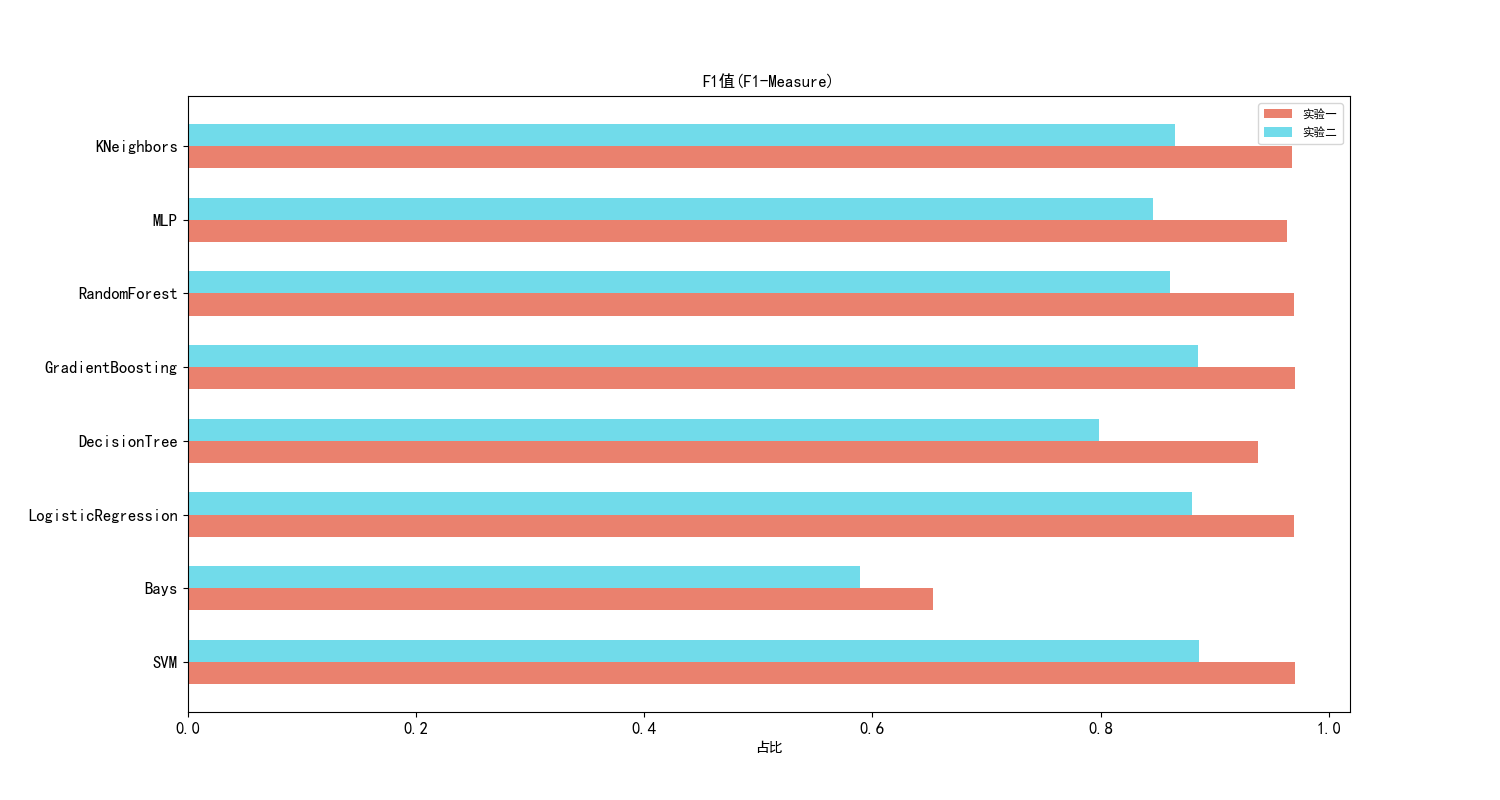 F1值(F1-Measure)
实验一
实验二
KNeighbors
MLP
RandomForest
GradientBoosting
DecisionTree
LogisticRegression
Bays
SVM
0.0 0.2 0.4 0.6 0.8 1.0
占比